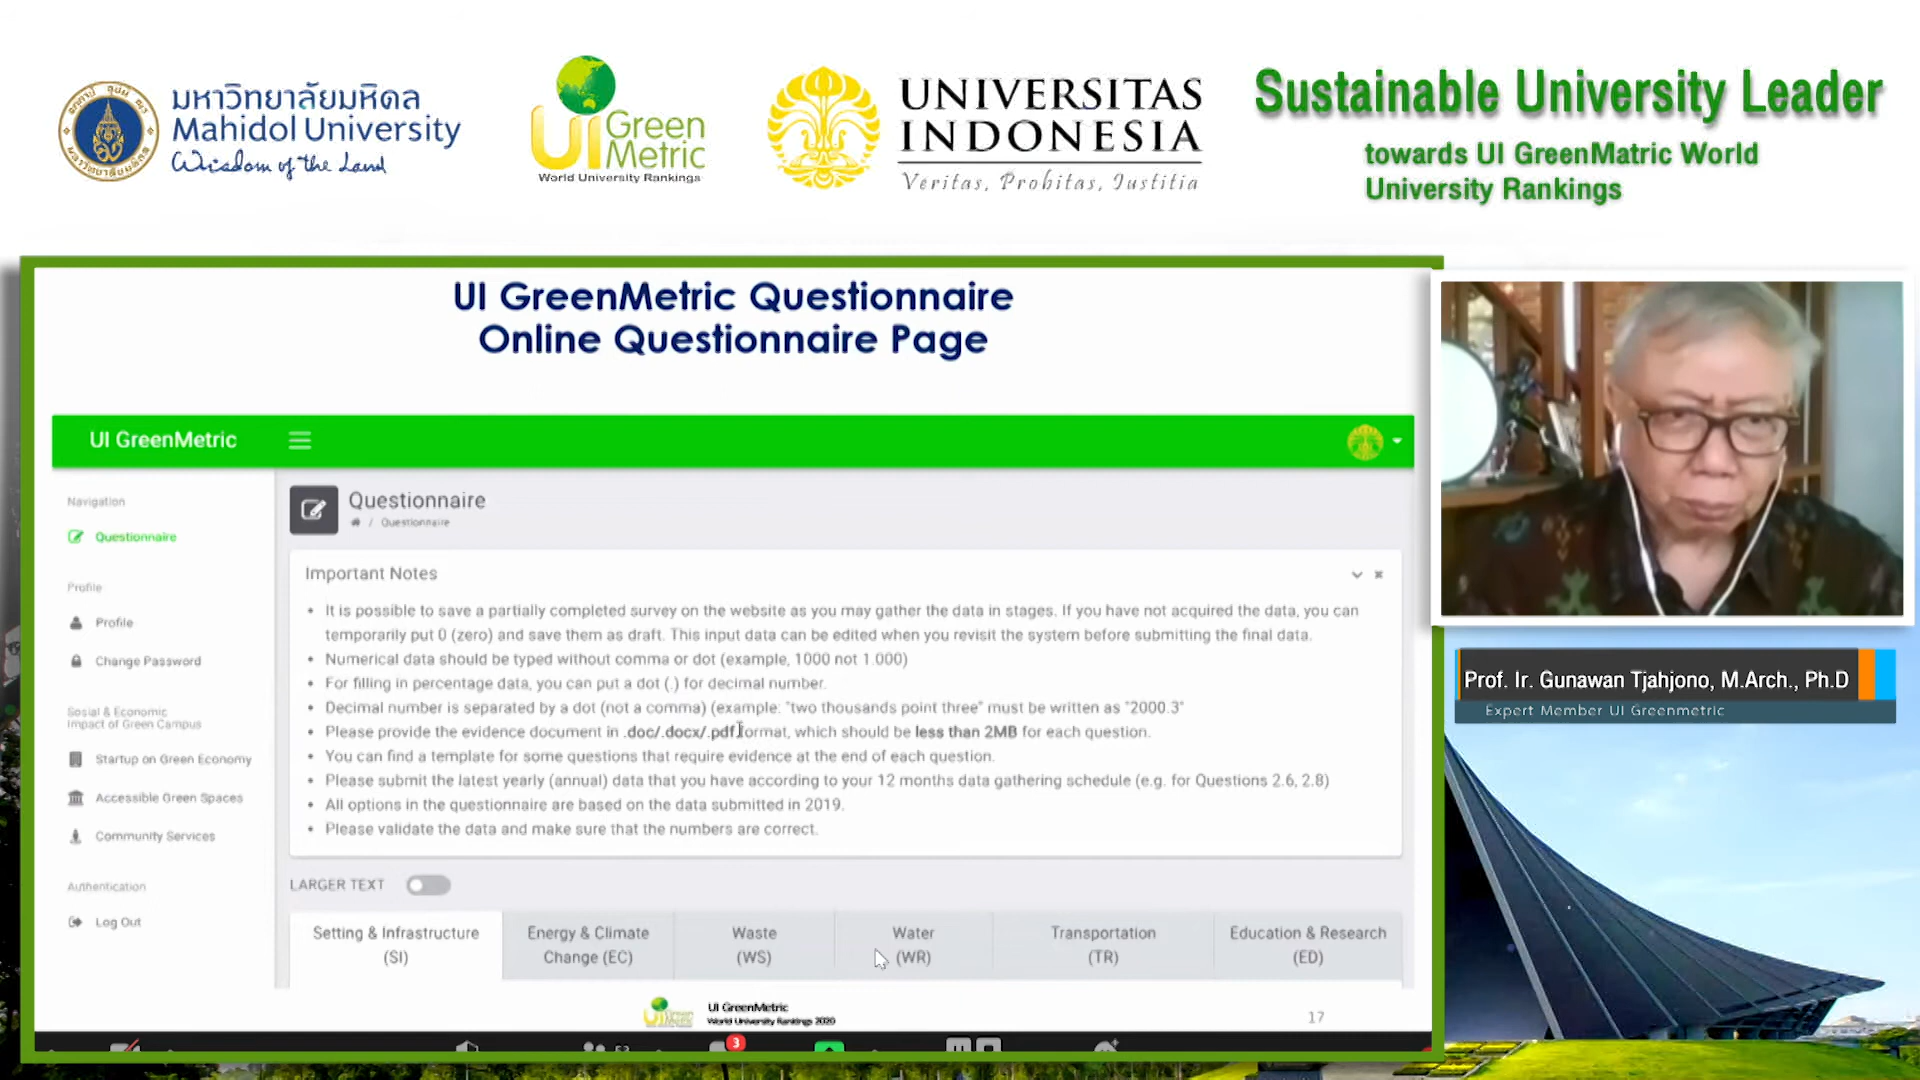 มหาวิทยาลัยมหิดล
Mahidol University
Wisdom of the Land
UI Green
Metric
World University Rankings
UNIVERSITAS
INDONESIA
Veritas, Probitas, Iustitia
Sustainable University Leader
towards UI GreenMatric World
University Rankings
UI GreenMetric Questionnaire
Online Questionnaire Page
UI GreenMetric
Navigation
Questionnaire
Profile
Profile
Change Password
Sosial & Economic
Impact of Green Campus
Startup on Green Economy
Accessible Green Spaces
Community Services
Authentication
Log Out
Questionnaire
/ Questionnaire
Important Notes
• It is possible to save a partially completed survey on the website as you may gather the data in stages. If you have not acquired the data, you can
temporarily put 0 (zero) and save them as draft. This input data can be edited when you revisit the system before submitting the final data.
• Numerical data should be typed without comma or dot (example, 1000 not 1.000)
• For filling in percentage data, you can put a dot (.) for decimal number.
• Decimal number is separated by a dot (not a comma) (example: "two thousands point three" must be written as "2000.3"
• Please provide the evidence document in .doc/.docx/.pdf format, which should be less than 2MB for each question.
• You can find a template for some questions that require evidence at the end of each question.
• Please submit the latest yearly (annual) data that you have according to your 12 months data gathering schedule (e.g. for Questions 2.6, 2.8)
• All options in the questionnaire are based on the data submitted in 2019.
• Please validate the data and make sure that the numbers are correct.
LARGER TEXT
Setting & Infrastructure
(SI)
Energy & Climate
Change (EC)
Waste
(WS)
Water
(WR)
Transportation
(TR)
Education & Research
(ED)
UI GreenMetric
World University Rankings 2020
17
3
Prof. Ir. Gunawan Tjahjono, M.Arch., Ph.D
Expert Member UI Greenmetric